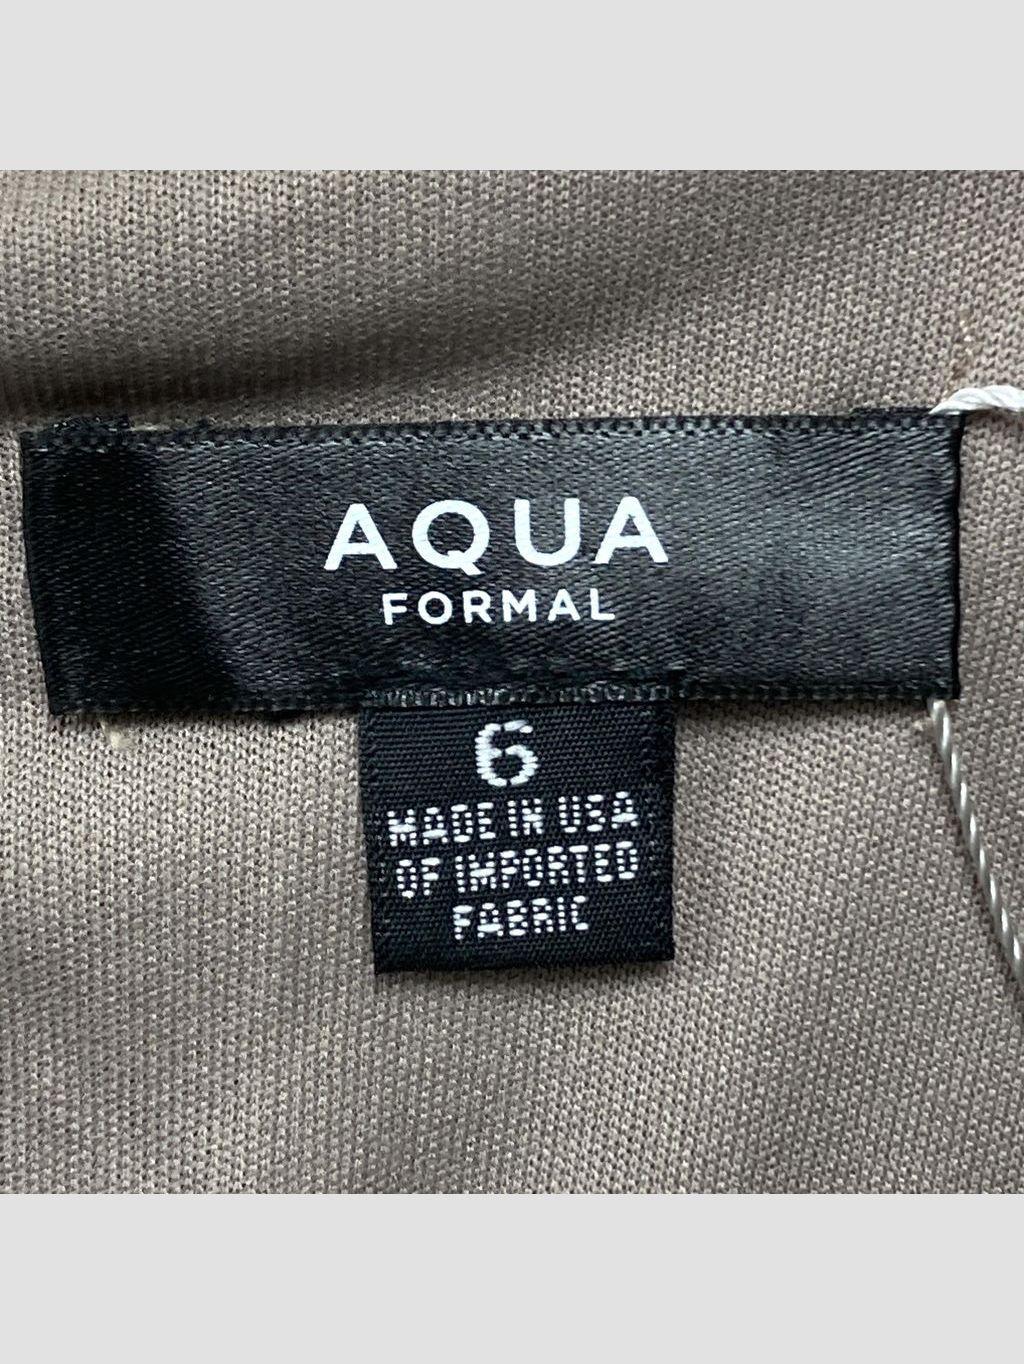 AQUA
FORMAL
6
MADE IN USA
OF IMPORTED
FABRIC